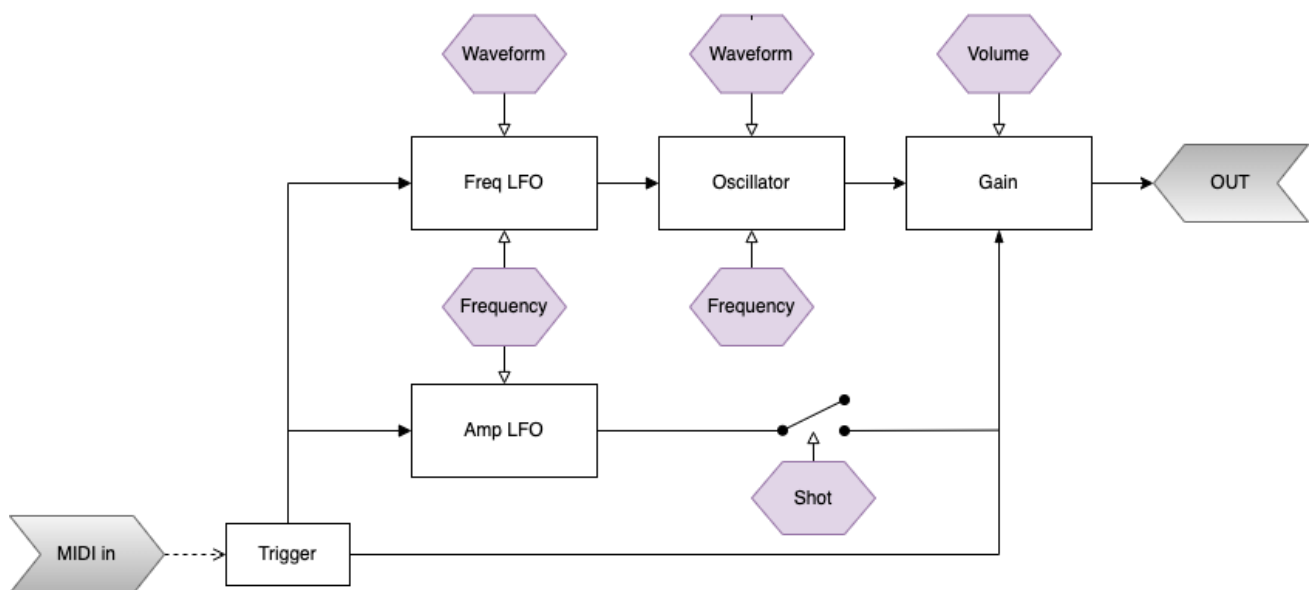 Waveform
Waveform
Volume
Freq LFO
Oscillator
Gain
OUT
Frequency
Frequency
Amp LFO
Shot
MIDI in
Trigger